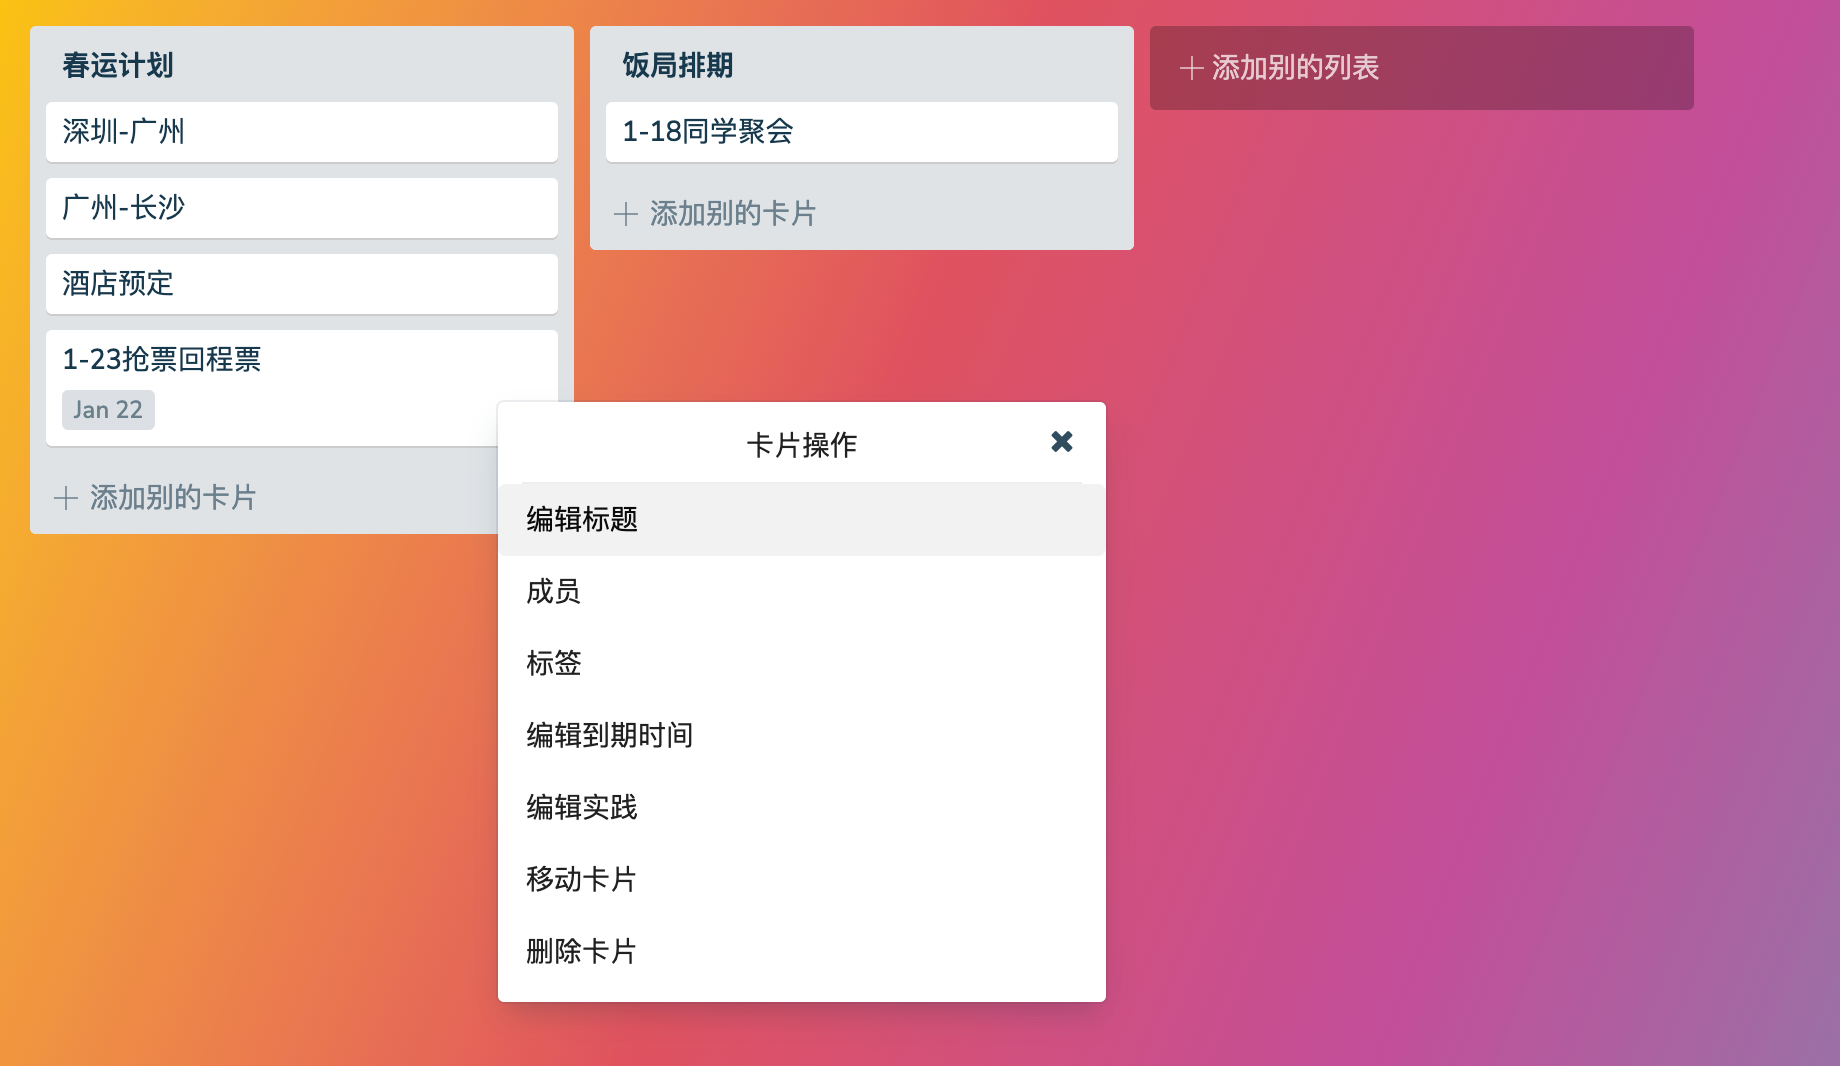 春运计划
深圳-广州
广州-长沙
酒店预定
1-23抢票回程票
Jan 22
添加别的卡片
饭局排期
1-18同学聚会
添加别的卡片
添加别的列表
卡片操作
编辑标题
成员
标签
编辑到期时间
编辑实践
移动卡片
删除卡片